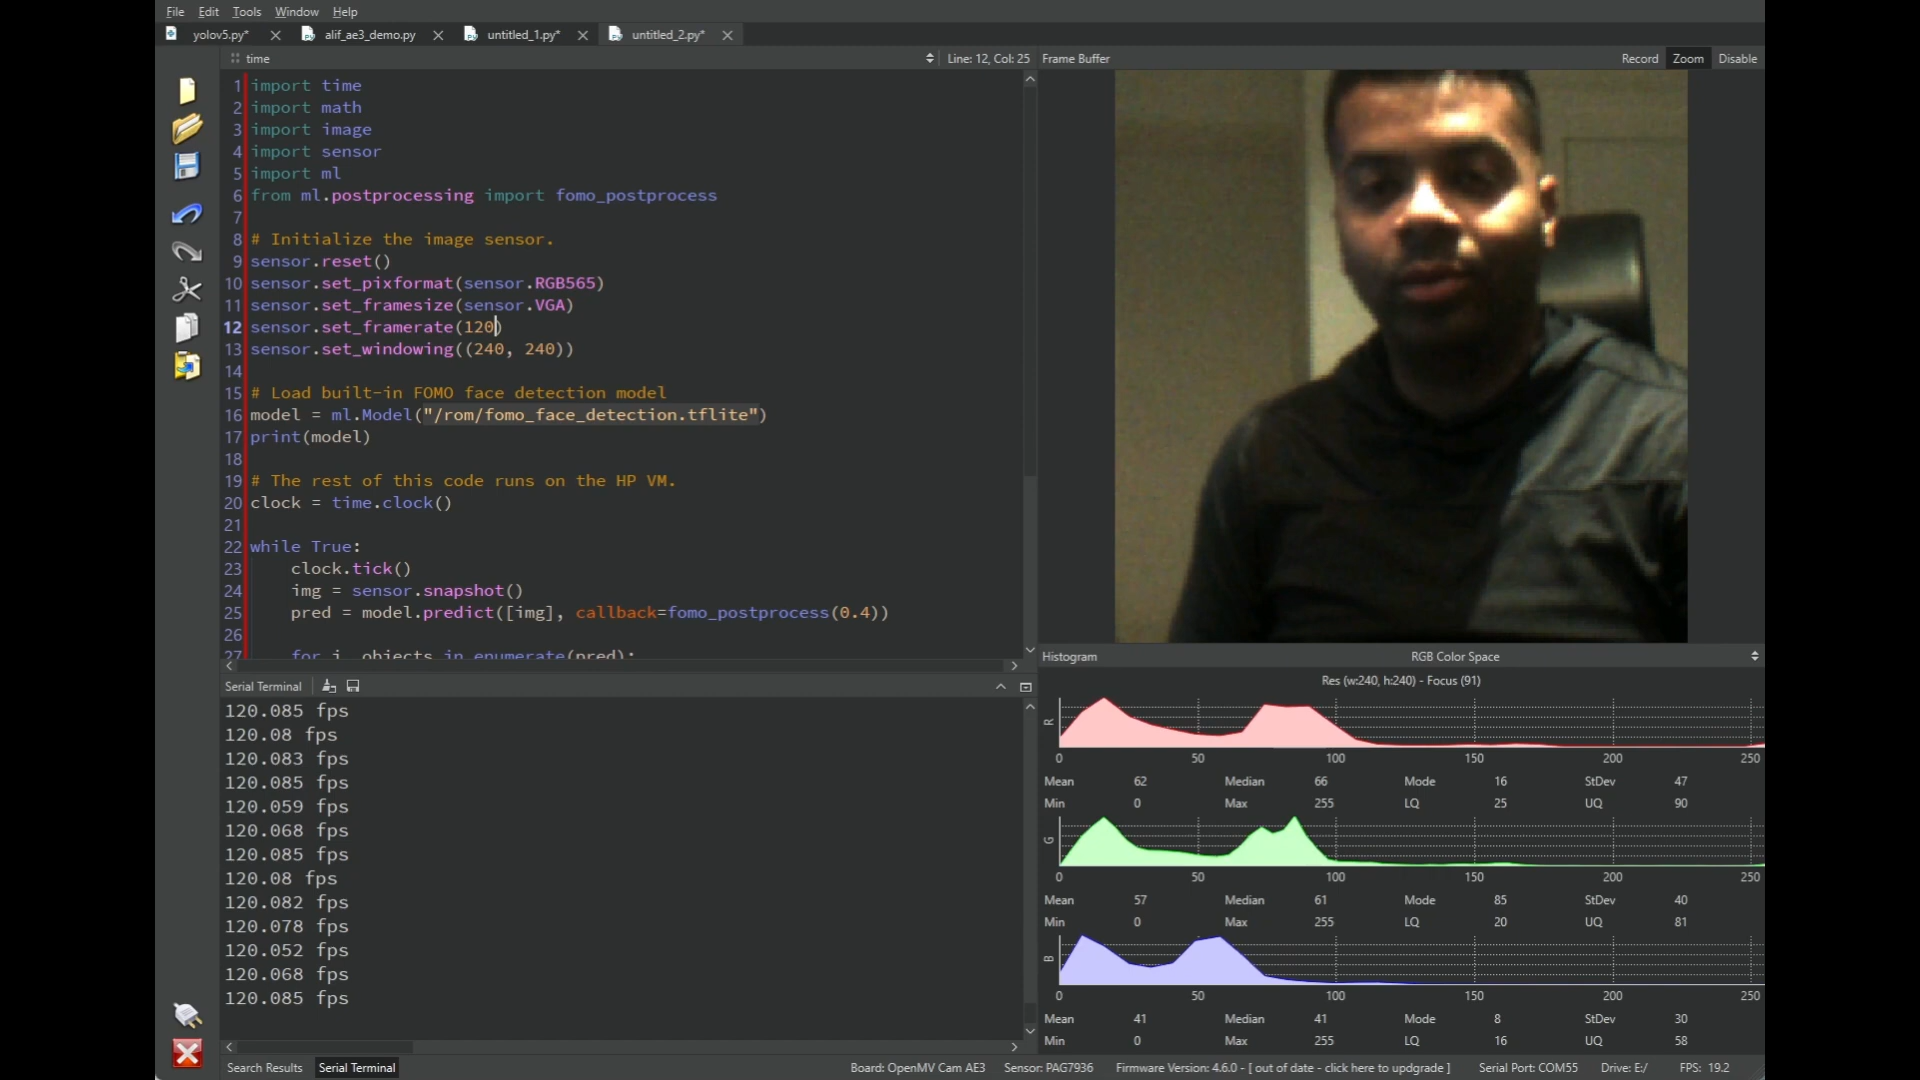 File Edit Tools Window Help
yolov5.py* alif_ae3_demo.py untitled_1.py* untitled_2.py*
time Line: 12, Col: 25 Frame Buffer Record Zoom Disable
1 import time
2 import math
3 import image
4 import sensor
5 import ml
6 from ml.postprocessing import fomo_postprocess
7
8 # Initialize the image sensor.
9 sensor.reset()
10 sensor.set_pixformat(sensor.RGB565)
11 sensor.set_framesize(sensor.VGA)
12 sensor.set_framerate(120)
13 sensor.set_windowing((240, 240))
14
15 # Load built-in FOMO face detection model
16 model = ml.Model("/rom/fomo_face_detection.tflite")
17 print(model)
18
19 # The rest of this code runs on the HP VM.
20 clock = time.clock()
21
22 while True:
23 clock.tick()
24 img = sensor.snapshot()
25 pred = model.predict([img], callback=fomo_postprocess(0.4))
26
27 for i, objects in enumerate(pred):
Serial Terminal
120.085 fps
120.08 fps
120.083 fps
120.085 fps
120.059 fps
120.068 fps
120.085 fps
120.08 fps
120.082 fps
120.078 fps
120.052 fps
120.068 fps
120.085 fps
Histogram RGB Color Space
Res (w:240, h:240) - Focus (91)
R
0 50 100 150 200 250
Mean 62 Median 66 Mode 16 StDev 47
Min 0 Max 255 LQ 25 UQ 90
G
0 50 100 150 200 250
Mean 57 Median 61 Mode 85 StDev 40
Min 0 Max 255 LQ 20 UQ 81
B
0 50 100 150 200 250
Mean 41 Median 41 Mode 8 StDev 30
Min 0 Max 255 LQ 16 UQ 58
Search Results Serial Terminal Board: OpenMV Cam AE3 Sensor: PAG7936 Firmware Version: 4.6.0 - [ out of date - click here to updgrade ] Serial Port: COM55 Drive: E:/ FPS: 19.2